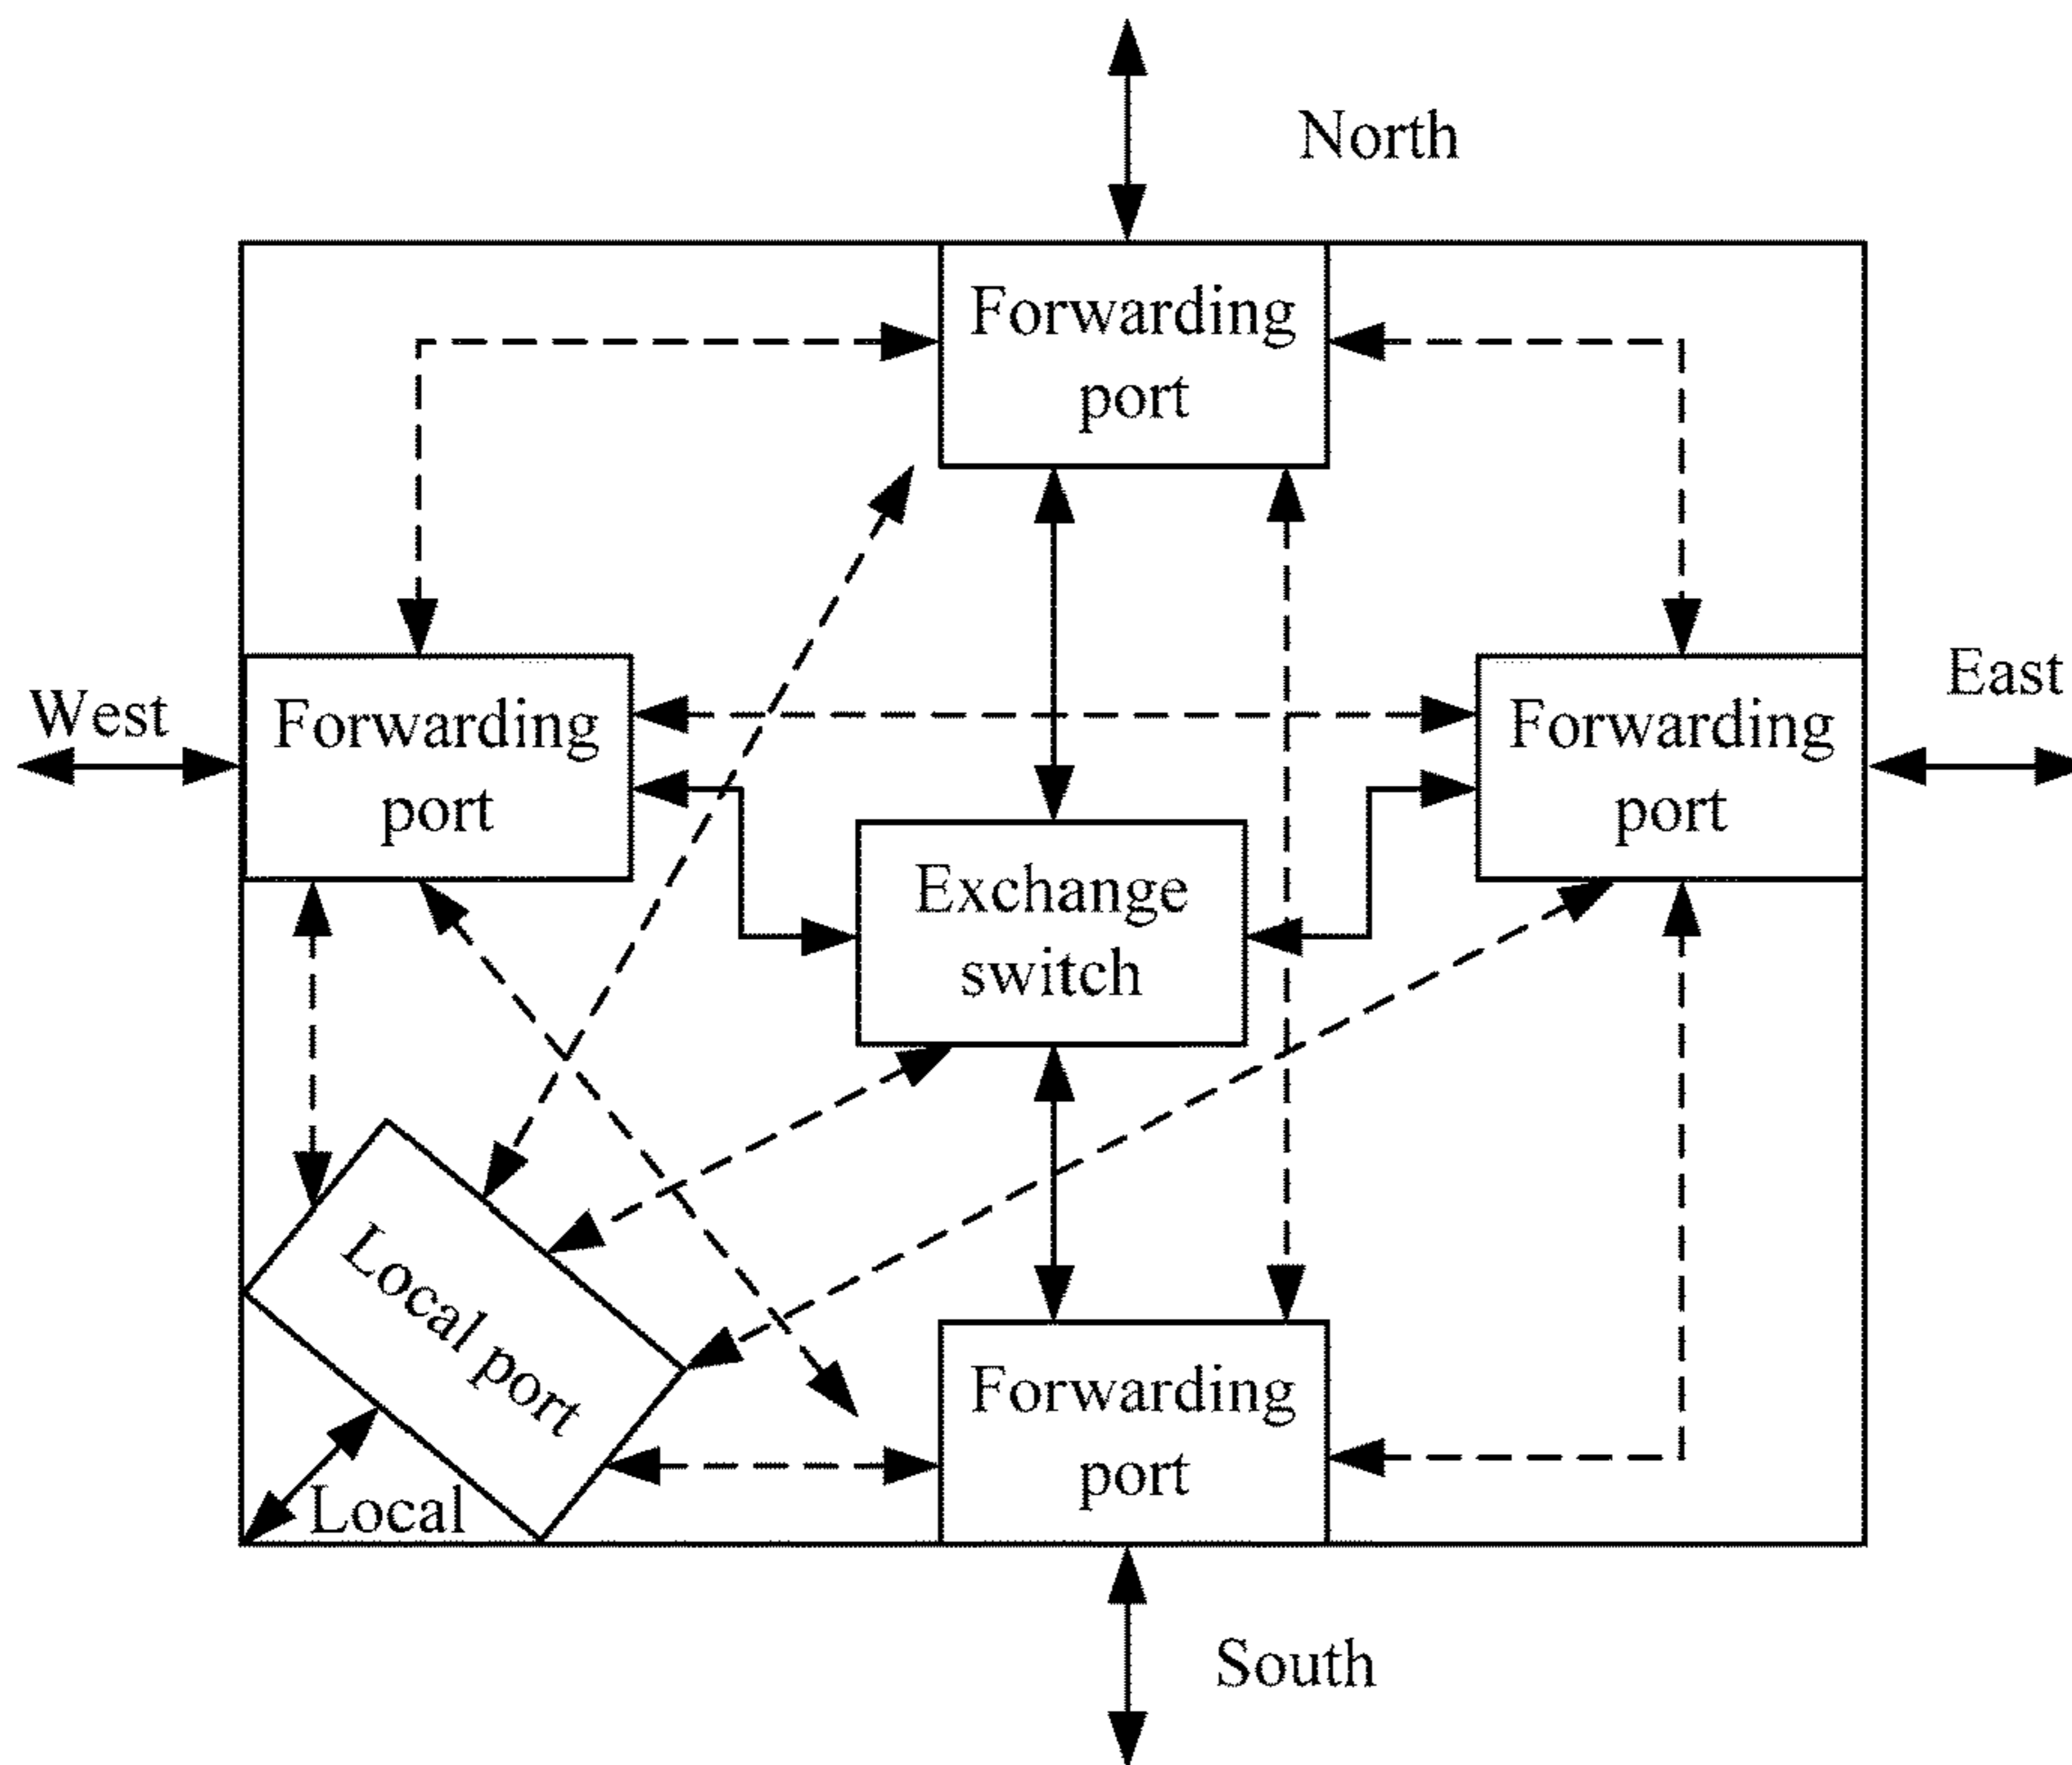 North
Forwarding
port
West
Forwarding
port
East
Forwarding
port
Exchange
switch
Local port
Local
Forwarding
port
South